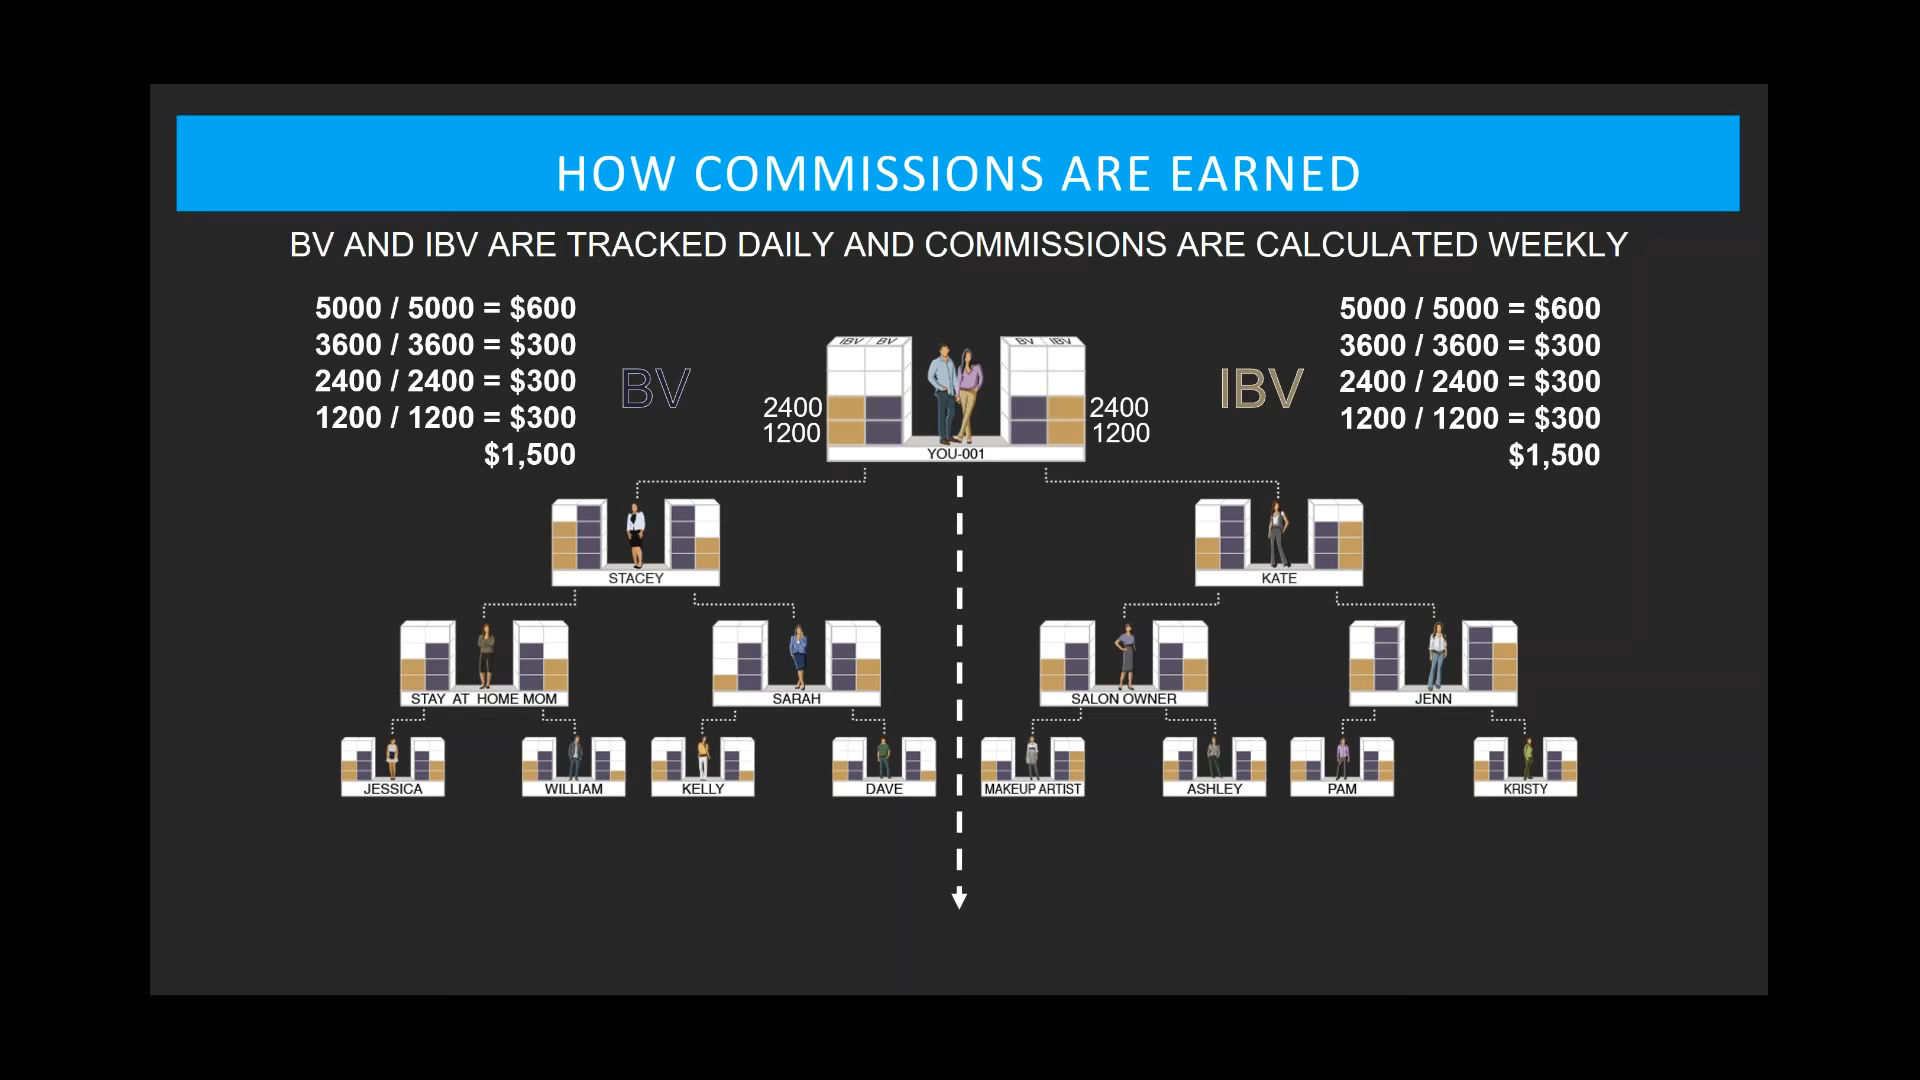 HOW COMMISSIONS ARE EARNED
BV AND IBV ARE TRACKED DAILY AND COMMISSIONS ARE CALCULATED WEEKLY
5000 / 5000 = $600
3600 / 3600 = $300
2400 / 2400 = $300
1200 / 1200 = $300
$1,500
BV
IBV BV
BV IBV
2400
1200
2400
1200
YOU-001
IBV
5000 / 5000 = $600
3600 / 3600 = $300
2400 / 2400 = $300
1200 / 1200 = $300
$1,500
STACEY
KATE
STAY AT HOME MOM
SARAH
SALON OWNER
JENN
JESSICA
WILLIAM
KELLY
DAVE
MAKEUP ARTIST
ASHLEY
PAM
KRISTY